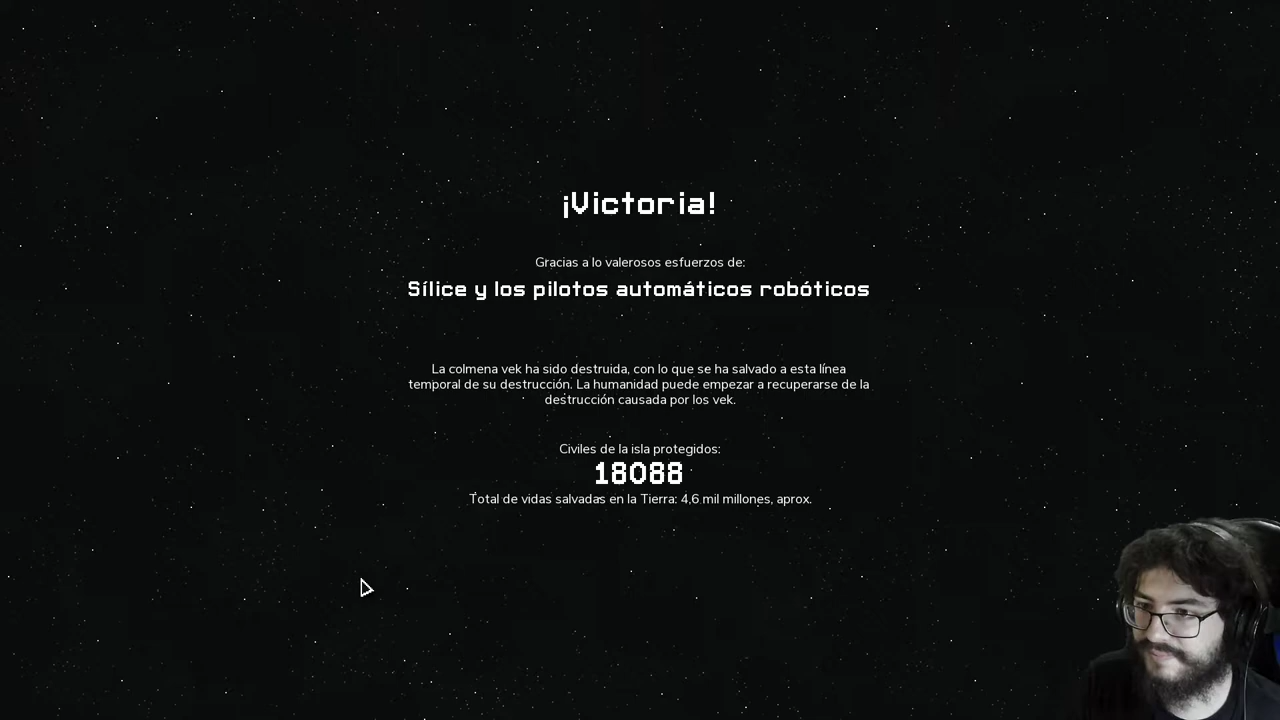 ¡Victoria!
Gracias a lo valerosos esfuerzos de:
Sílice y los pilotos automáticos robóticos
La colmena vek ha sido destruida, con lo que se ha salvado a esta línea
temporal de su destrucción. La humanidad puede empezar a recuperarse de la
destrucción causada por los vek.
Civiles de la isla protegidos:
18088
Total de vidas salvadas en la Tierra: 4,6 mil millones, aprox.